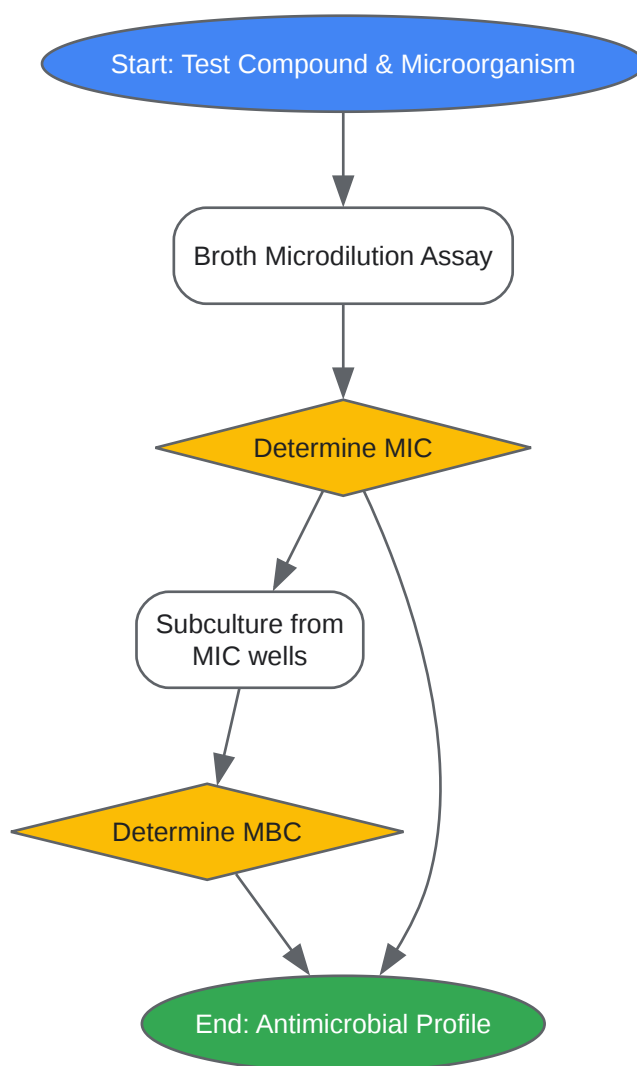 Start: Test Compound & Microorganism
Broth Microdilution Assay
Determine MIC
Subculture from
MIC wells
Determine MBC
End: Antimicrobial Profile